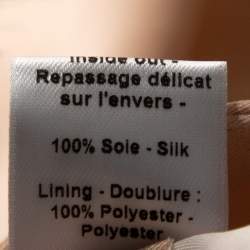 Inside out -
Repassage délicat
sur l'envers -
100% Soie - Silk
Lining - Doublure :
100% Polyester -
Polyester